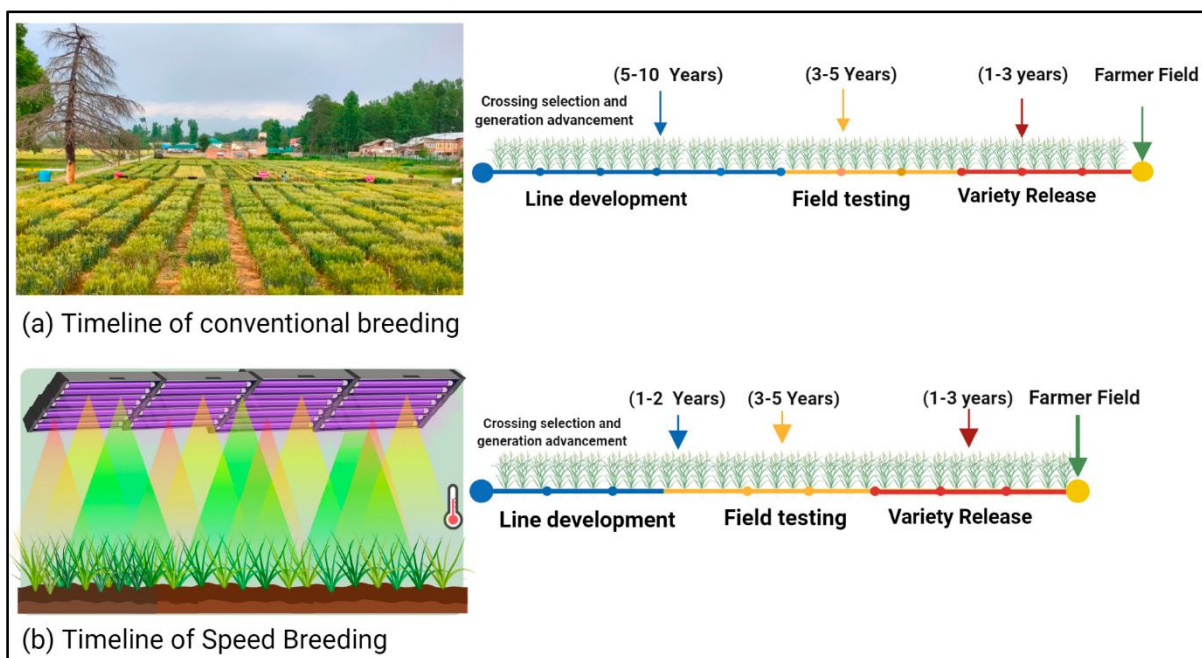 (5-10 Years)
(3-5 Years)
(1-3 years)
Farmer Field
Crossing selection and
generation advancement
Line development
Field testing
Variety Release
(a) Timeline of conventional breeding
(1-2 Years)
(3-5 Years)
(1-3 years)
Farmer Field
Crossing selection and
generation advancement
Line development
Field testing
Variety Release
(b) Timeline of Speed Breeding